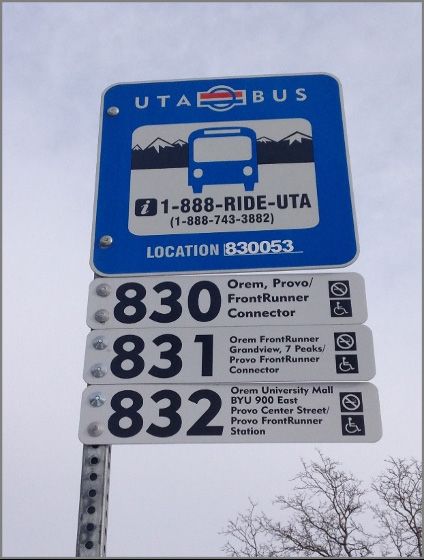 UTA BUS
i 1-888-RIDE-UTA
(1-888-743-3882)
LOCATION 830053
830 Orem, Provo/
FrontRunner
Connector
831 Orem FrontRunner
Grandview, 7 Peaks/
Provo FrontRunner
Connector
832 Orem University Mall
BYU 900 East
Provo Center Street/
Provo FrontRunner
Station